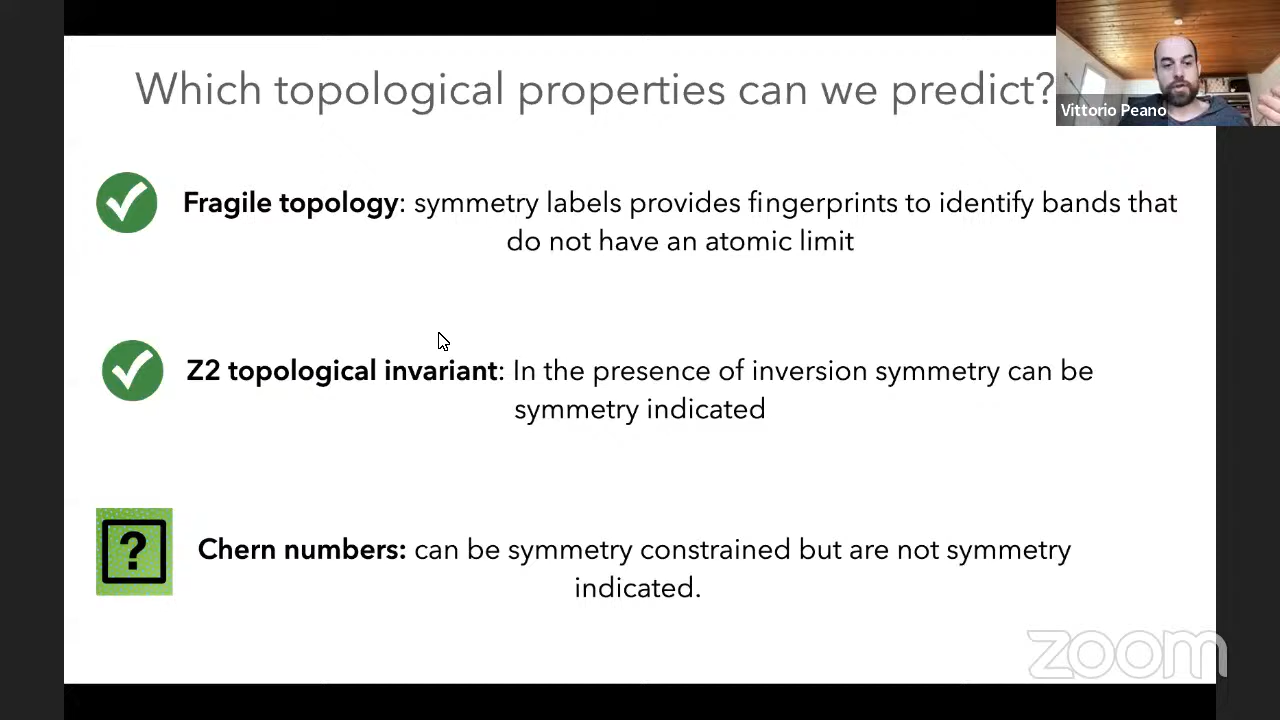 Which topological properties can we predict?
Vittorio Peano
Fragile topology: symmetry labels provides fingerprints to identify bands that
do not have an atomic limit
Z2 topological invariant: In the presence of inversion symmetry can be
symmetry indicated
?
Chern numbers: can be symmetry constrained but are not symmetry
indicated.
zoom